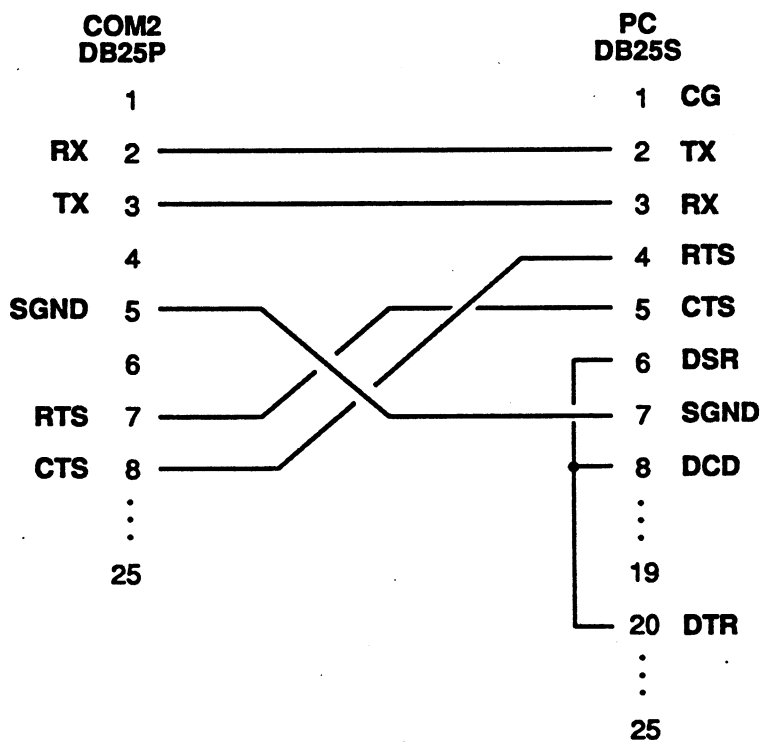 COM2 PC
DB25P DB25S
1 1 CG
RX 2 2 TX
TX 3 3 RX
4 4 RTS
SGND 5 5 CTS
6 6 DSR
RTS 7 7 SGND
CTS 8 8 DCD
25 19
20 DTR
25